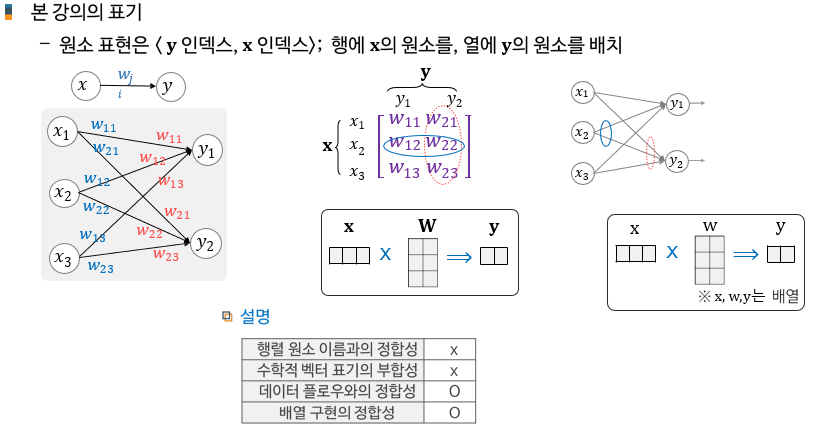 본 강의의 표기
– 원소 표현은 〈 y 인덱스, x 인덱스〉; 행에 x의 원소를, 열에 y의 원소를 배치
x wⱼ y
i
x₁ w₁₁ w₁₁ y₁
w₂₁ w₁₂
x₂ w₁₂ w₁₃
w₂₂ w₂₁
w₁₃ w₂₂ y₂
x₃ w₂₃ w₂₃
y
y₁ y₂
x₁ w₁₁ w₂₁
x x₂ w₁₂ w₂₂
x₃ w₁₃ w₂₃
x₁ y₁
x₂
x₃ y₂
x W y
X ⟹
x w y
X ⟹
※ x, w,y는 배열
설명
행렬 원소 이름과의 정합성 x
수학적 벡터 표기의 부합성 x
데이터 플로우와의 정합성 O
배열 구현의 정합성 O